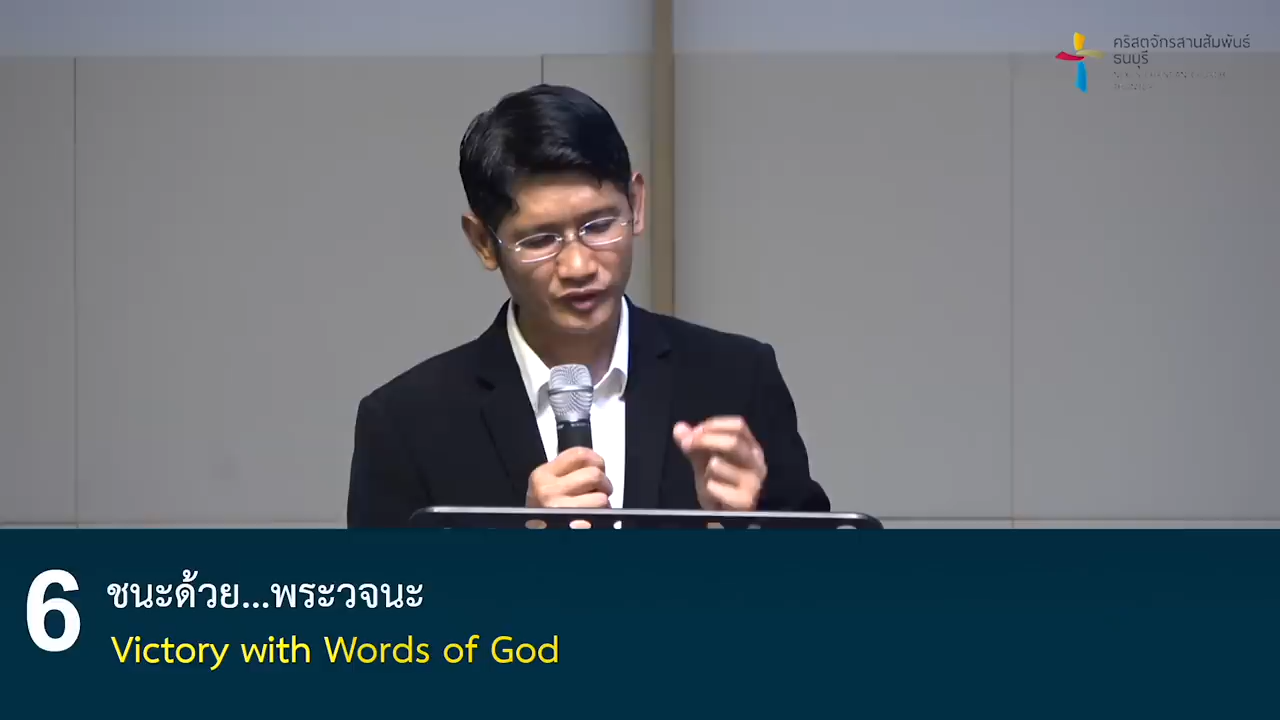 คริสตจักรสานสัมพันธ์
ธนบุรี
6
ชนะด้วย...พระวจนะ
Victory with Words of God